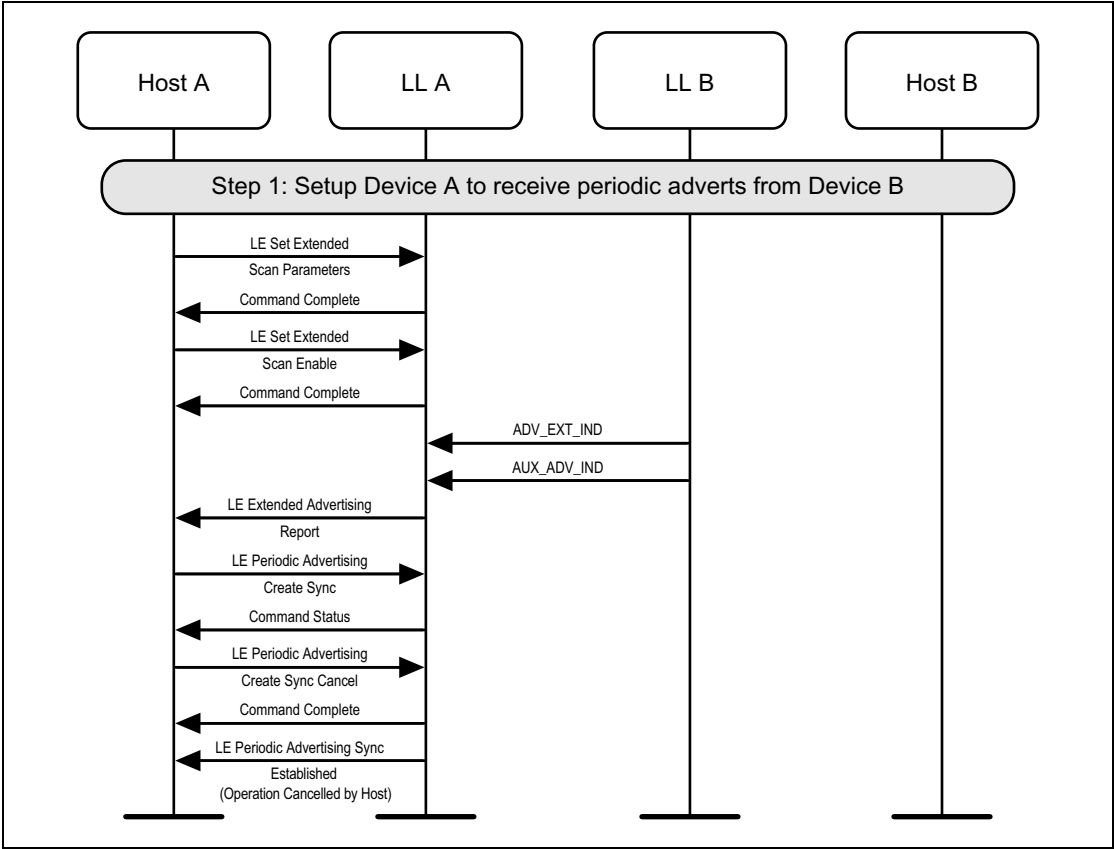 Host A
LL A
LL B
Host B
Step 1: Setup Device A to receive periodic adverts from Device B
LE Set Extended
Scan Parameters
Command Complete
LE Set Extended
Scan Enable
Command Complete
ADV_EXT_IND
AUX_ADV_IND
LE Extended Advertising
Report
LE Periodic Advertising
Create Sync
Command Status
LE Periodic Advertising
Create Sync Cancel
Command Complete
LE Periodic Advertising Sync
Established
(Operation Cancelled by Host)